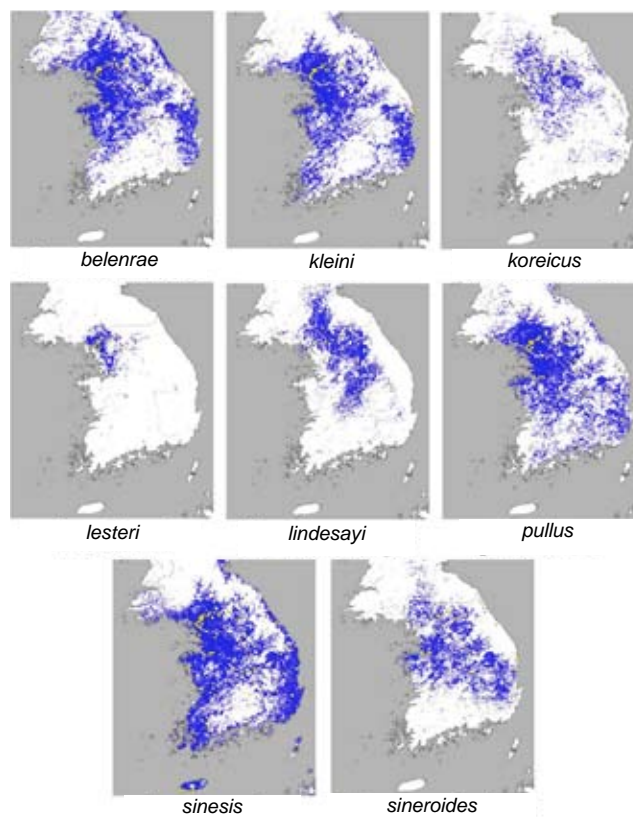 belenrae
kleini
koreicus
lesteri
lindesayi
pullus
sinesis
sineroides